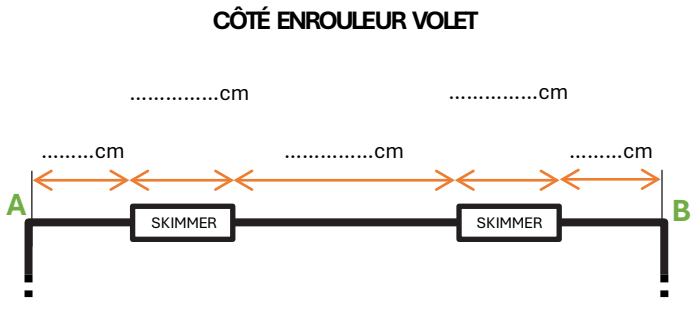 CÔTÉ ENROULEUR VOLET
...............cm ...............cm
.........cm ...............cm .........cm
A B
SKIMMER SKIMMER